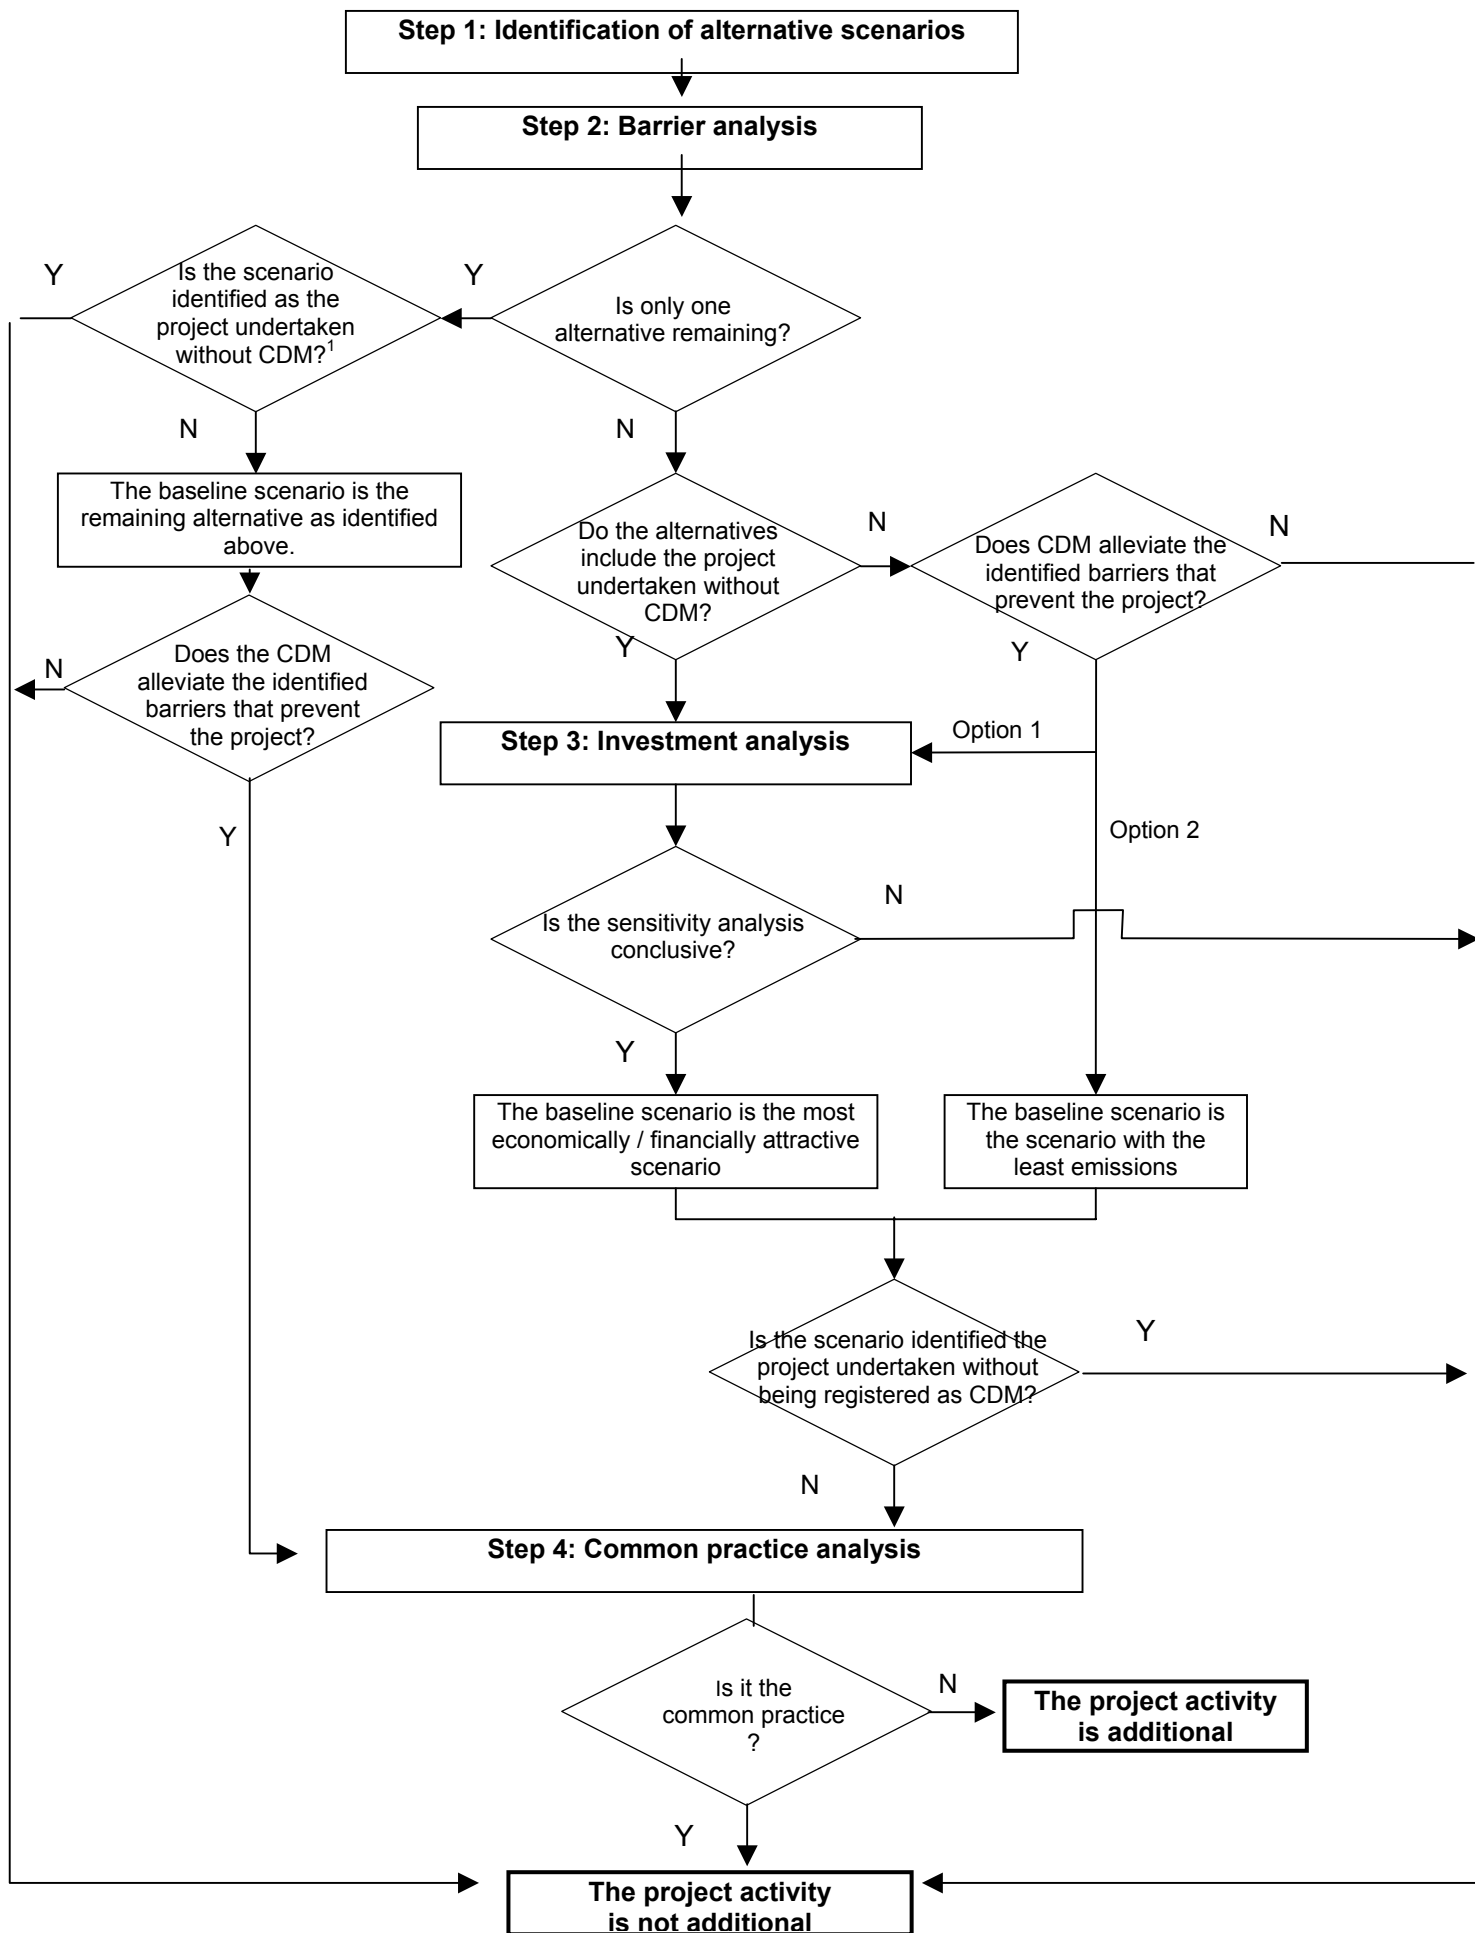 Step 1: Identification of alternative scenarios
Step 2: Barrier analysis
Y
Is the scenario
identified as the
project undertaken
without CDM?1
Y
Is only one
alternative remaining?
N
N
The baseline scenario is the
remaining alternative as identified
above.
Do the alternatives
include the project
undertaken without
CDM?
N
Y
Does CDM alleviate the
identified barriers that
prevent the project?
N
Y
N
Does the CDM
alleviate the identified
barriers that prevent
the project?
Y
Step 3: Investment analysis
Option 1
Option 2
Is the sensitivity analysis
conclusive?
N
Y
The baseline scenario is the most
economically / financially attractive
scenario
The baseline scenario is
the scenario with the
least emissions
Is the scenario identified the
project undertaken without
being registered as CDM?
Y
N
Step 4: Common practice analysis
Is it the
common practice
?
N
The project activity
is additional
Y
The project activity
is not additional